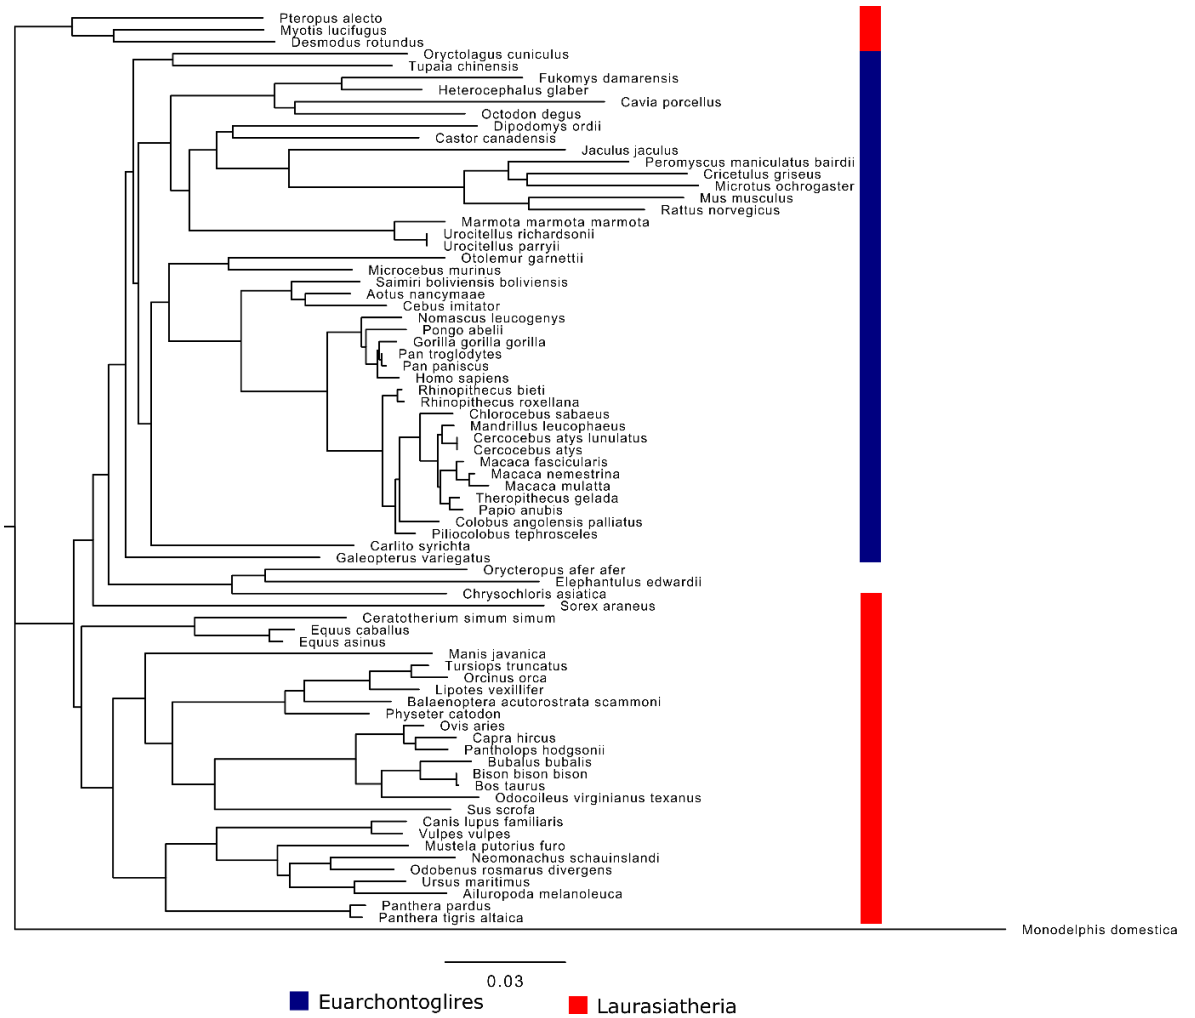 Pteropus alecto
Myotis lucifugus
Desmodus rotundus
Oryctolagus cuniculus
Tupaia chinensis
Fukomys damarensis
Heterocephalus glaber
Cavia porcellus
Octodon degus
Dipodomys ordii
Castor canadensis
Jaculus jaculus
Peromyscus maniculatus bairdii
Cricetulus griseus
Microtus ochrogaster
Mus musculus
Rattus norvegicus
Marmota marmota marmota
Urocitellus richardsonii
Urocitellus parryii
Otolemur garnettii
Microcebus murinus
Saimiri boliviensis boliviensis
Aotus nancymaae
Cebus imitator
Nomascus leucogenys
Pongo abelii
Gorilla gorilla gorilla
Pan troglodytes
Pan paniscus
Homo sapiens
Rhinopithecus bieti
Rhinopithecus roxellana
Chlorocebus sabaeus
Mandrillus leucophaeus
Cercocebus atys lunulatus
Cercocebus atys
Macaca fascicularis
Macaca nemestrina
Macaca mulatta
Theropithecus gelada
Papio anubis
Colobus angolensis palliatus
Piliocolobus tephrosceles
Carlito syrichta
Galeopterus variegatus
Orycteropus afer afer
Elephantulus edwardii
Chrysochloris asiatica
Sorex araneus
Ceratotherium simum simum
Equus caballus
Equus asinus
Manis javanica
Tursiops truncatus
Orcinus orca
Lipotes vexillifer
Balaenoptera acutorostrata scammoni
Physeter catodon
Ovis aries
Capra hircus
Pantholops hodgsonii
Bubalus bubalis
Bison bison bison
Bos taurus
Odocoileus virginianus texanus
Sus scrofa
Canis lupus familiaris
Vulpes vulpes
Mustela putorius furo
Neomonachus schauinslandi
Odobenus rosmarus divergens
Ursus maritimus
Ailuropoda melanoleuca
Panthera pardus
Panthera tigris altaica
Monodelphis domestica
0.03
Euarchontoglires
Laurasiatheria